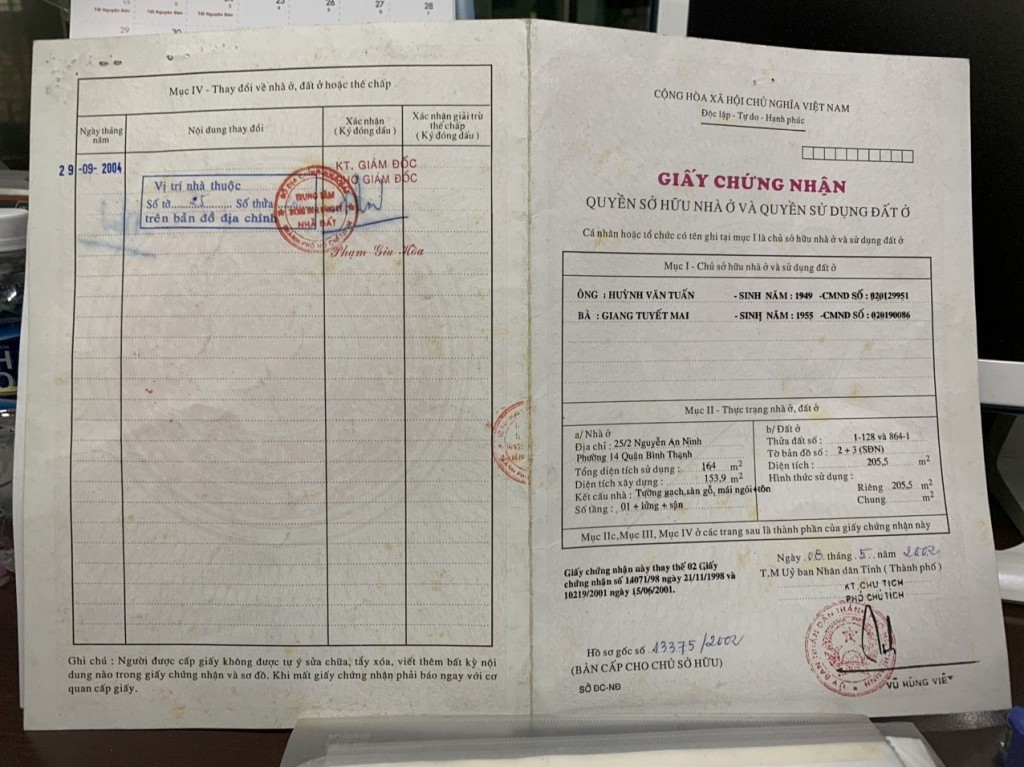 Mục IV - Thay đổi về nhà ở, đất ở hoặc thế chấp
Ngày tháng năm
Nội dung thay đổi
Xác nhận
( Ký đóng dấu )
Xác nhận giải trừ
thế chấp
( Ký đóng dấu )
29-09-2004
Vị trí nhà thuộc
Số tờ Số thửa
trên bản đồ địa chính
KT. GIÁM ĐỐC
PHÓ GIÁM ĐỐC
TRUNG TÂM
NHÀ ĐẤT
Phạm Gia Hòa
Ghi chú : Người được cấp giấy không được tự ý sửa chữa, tẩy xóa, viết thêm bất kỳ nội
dung nào trong giấy chứng nhận và sơ đồ. Khi mất giấy chứng nhận phải báo ngay với cơ
quan cấp giấy.
CỘNG HÒA XÃ HỘI CHỦ NGHĨA VIỆT NAM
Độc lập - Tự do - Hạnh phúc
GIẤY CHỨNG NHẬN
QUYỀN SỞ HỮU NHÀ Ở VÀ QUYỀN SỬ DỤNG ĐẤT Ở
Cá nhân hoặc tổ chức có tên ghi tại mục I là chủ sở hữu nhà ở và sử dụng đất ở
Mục I - Chủ sở hữu nhà ở và sử dụng đất ở
ÔNG : HUỲNH VĂN TUẤN - SINH NĂM : 1949 -CMND SỐ : 020129951
BÀ : GIANG TUYẾT MAI - SINH NĂM : 1955 -CMND SỐ : 020190086
Mục II - Thực trạng nhà ở, đất ở
a/ Nhà ở
Địa chỉ : 25/2 Nguyễn An Ninh
Phường 14 Quận Bình Thạnh
Tổng diện tích sử dụng : 164 m2
Diện tích xây dựng : 153,9 m2
Kết cấu nhà : Tường gạch,sàn gỗ, mái ngói+tôn
Số tầng : 01 + lửng + sận
b/ Đất ở
Thửa đất số : 1-128 và 864-1
Tờ bản đồ số : 2 + 3 (SĐN)
Diện tích : 205,5 m2
Hình thức sử dụng :
Riêng 205,5 m2
Chung m2
Mục IIc,Mục III, Mục IV ở các trang sau là thành phần của giấy chứng nhận này
Giấy chứng nhận này thay thế 02 Giấy
chứng nhận số 14071/98 ngày 21/11/1998 và
10219/2001 ngày 15/06/2001.
Ngày 08 tháng 5 năm 2002
T.M Uỷ ban Nhân dân Tỉnh ( Thành phố )
KT. CHỦ TỊCH
PHÓ CHỦ TỊCH
VŨ HÙNG VIỆT
Hồ sơ gốc số 13375/2002
(BẢN CẤP CHO CHỦ SỞ HỮU)
SỞ ĐC-NĐ